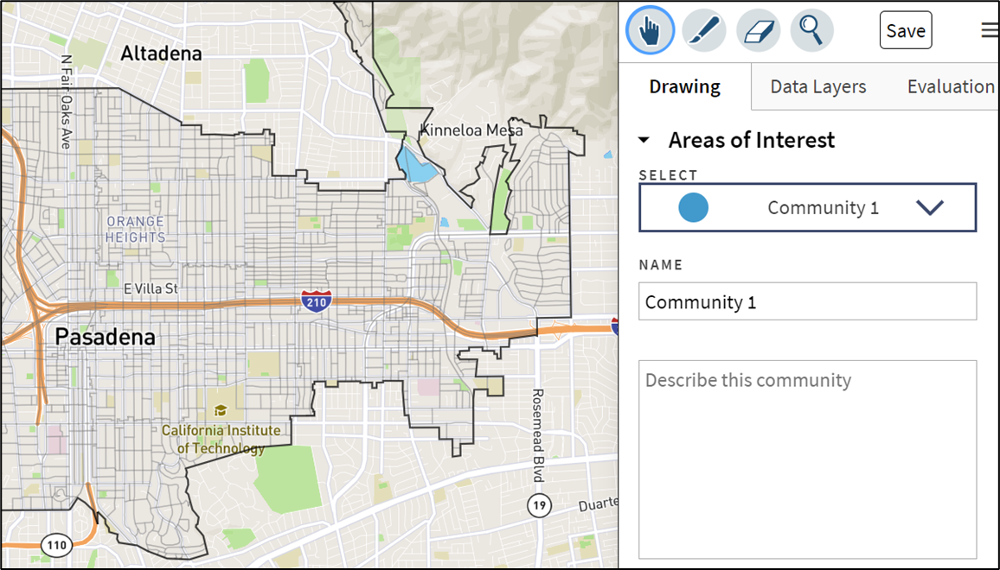 Altadena
N Fair Oaks Ave
Kinneloa Mesa
ORANGE
HEIGHTS
E Villa St
210
Pasadena
California Institute
of Technology
Rosemead Blvd
19
Duarte
110
Save
Drawing
Data Layers
Evaluation
Areas of Interest
SELECT
Community 1
NAME
Community 1
Describe this community